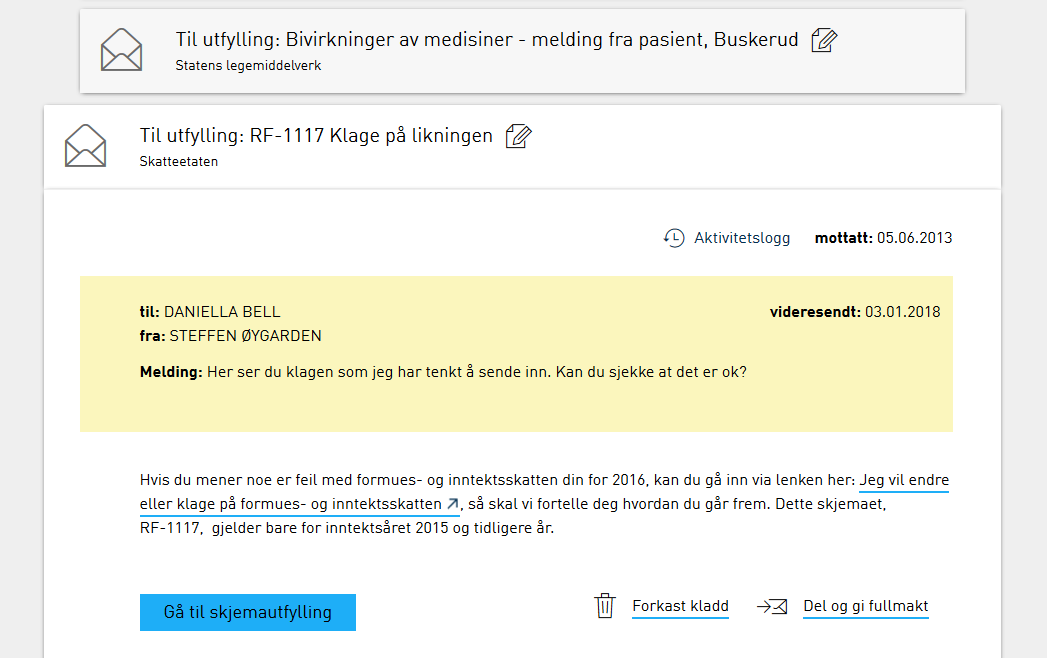 Til utfylling: Bivirkninger av medisiner - melding fra pasient, Buskerud
Statens legemiddelverk
Til utfylling: RF-1117 Klage på likningen
Skatteetaten
Aktivitetslogg mottatt: 05.06.2013
til: DANIELLA BELL videresendt: 03.01.2018
fra: STEFFEN ØYGARDEN
Melding: Her ser du klagen som jeg har tenkt å sende inn. Kan du sjekke at det er ok?
Hvis du mener noe er feil med formues- og inntektsskatten din for 2016, kan du gå inn via lenken her: Jeg vil endre
eller klage på formues- og inntektsskatten, så skal vi fortelle deg hvordan du går frem. Dette skjemaet,
RF-1117, gjelder bare for inntektsåret 2015 og tidligere år.
Gå til skjemautfylling Forkast kladd Del og gi fullmakt